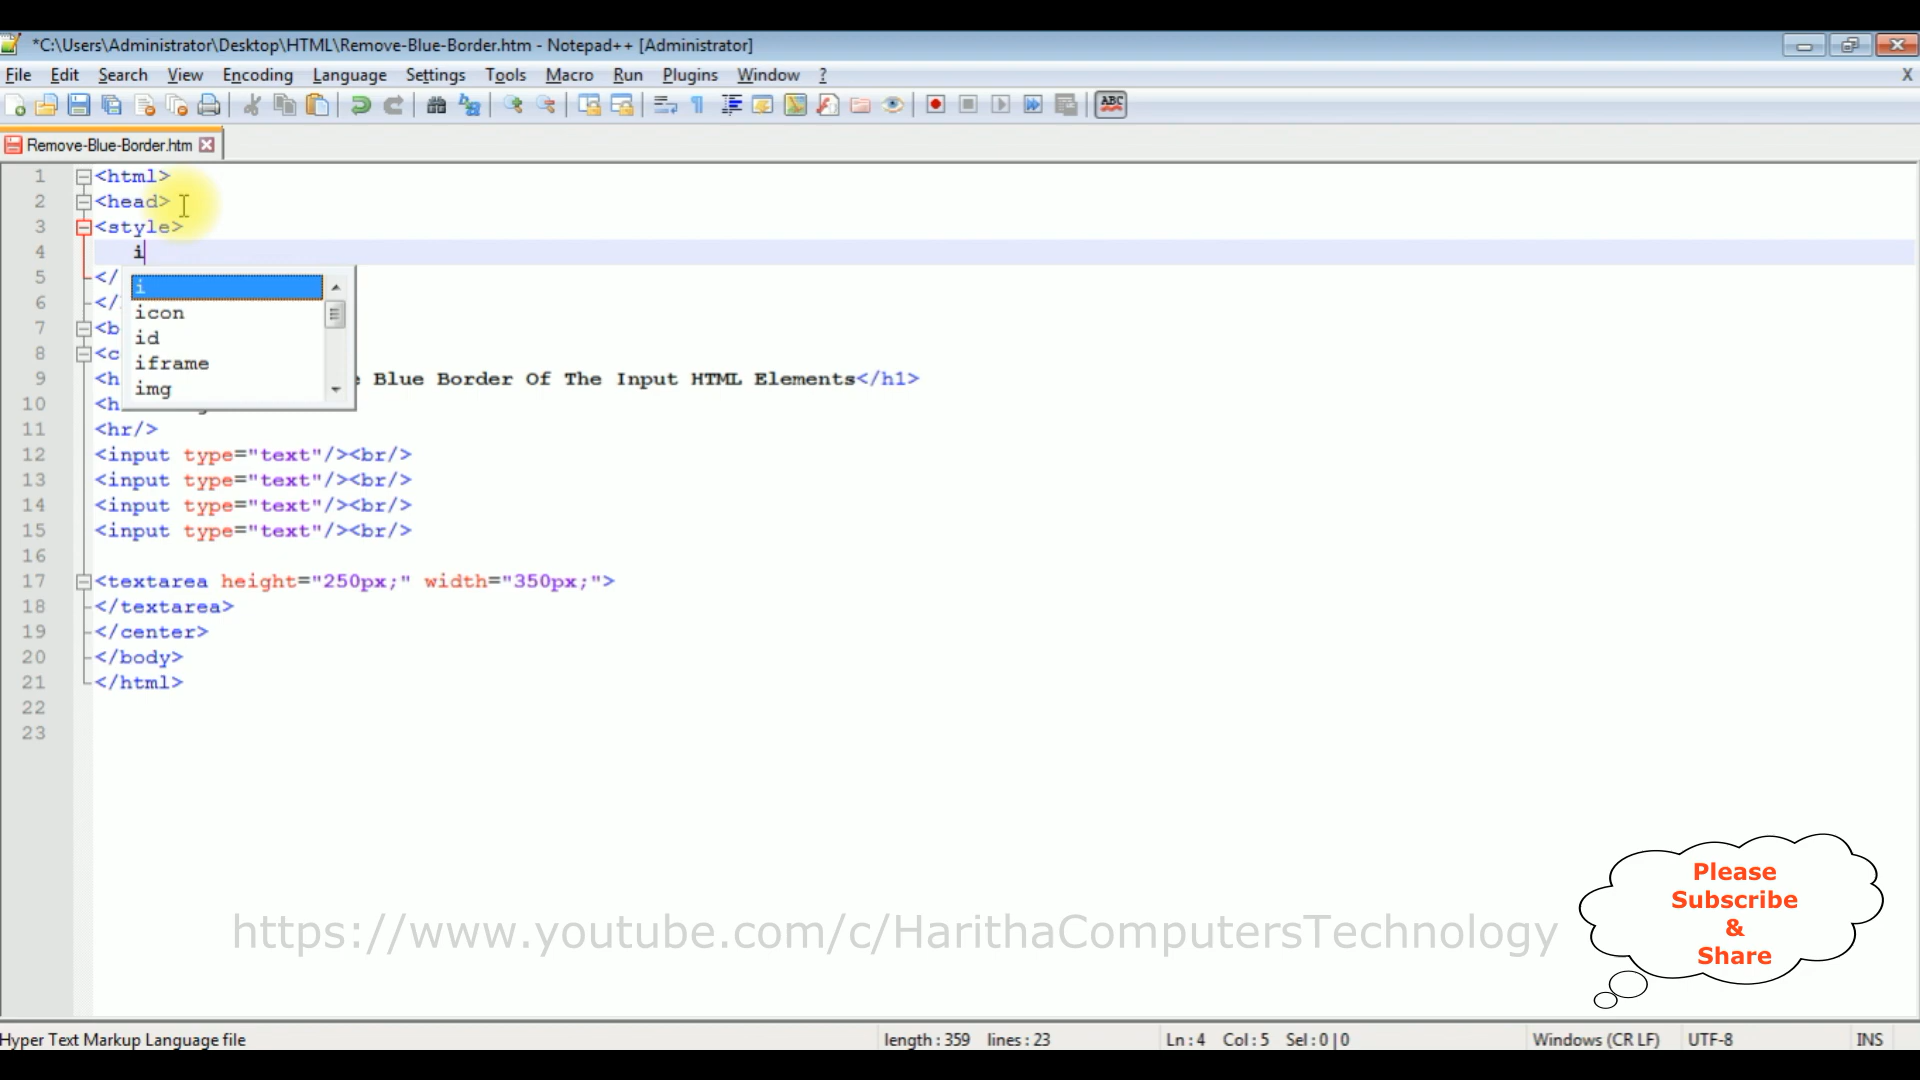 *C:\Users\Administrator\Desktop\HTML\Remove-Blue-Border.htm - Notepad++ [Administrator]
File Edit Search View Encoding Language Settings Tools Macro Run Plugins Window ? X
ABC
Remove-Blue-Border.htm
1 <html>
2 <head>
3 <style>
4 i
5 </
6 </
7 <b
8 <c
9 <h Blue Border Of The Input HTML Elements</h1>
10 <h
11 <hr/>
12 <input type="text"/><br/>
13 <input type="text"/><br/>
14 <input type="text"/><br/>
15 <input type="text"/><br/>
16
17 <textarea height="250px;" width="350px;">
18 </textarea>
19 </center>
20 </body>
21 </html>
22
23
i
icon
id
iframe
img
Please
Subscribe
&
Share
https://www.youtube.com/c/HarithaComputersTechnology
Hyper Text Markup Language file length : 359 lines : 23 Ln : 4 Col : 5 Sel : 0 | 0 Windows (CR LF) UTF-8 INS